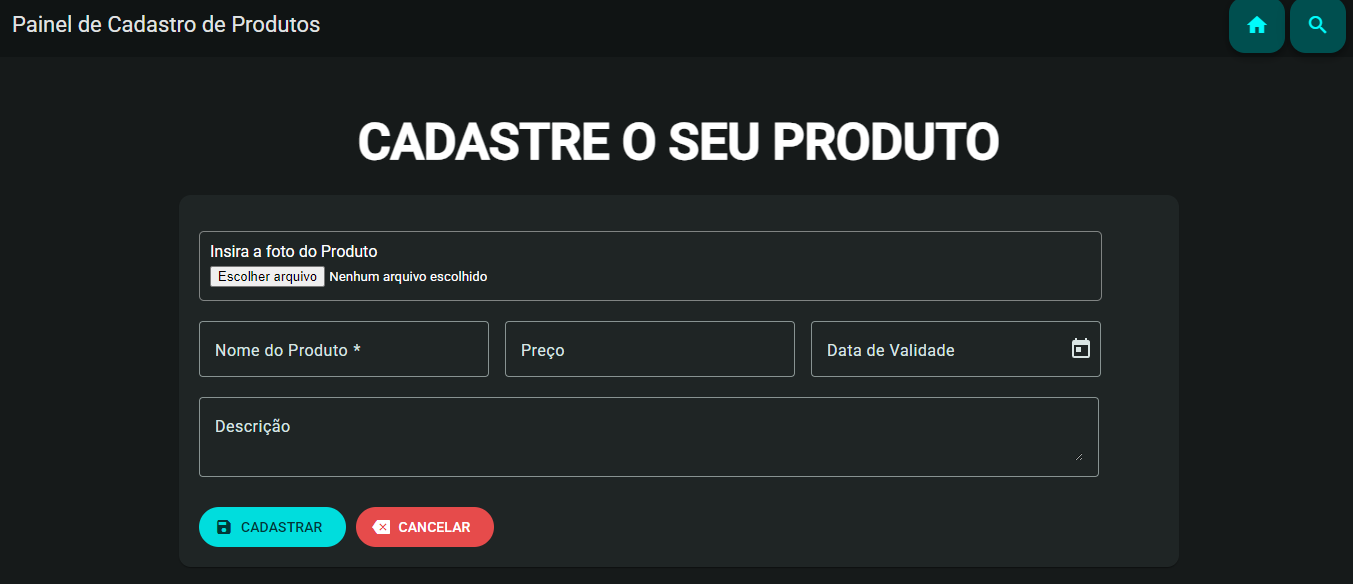 Painel de Cadastro de Produtos
CADASTRE O SEU PRODUTO
Insira a foto do Produto
Escolher arquivo Nenhum arquivo escolhido
Nome do Produto * Preço Data de Validade
Descrição
CADASTRAR CANCELAR